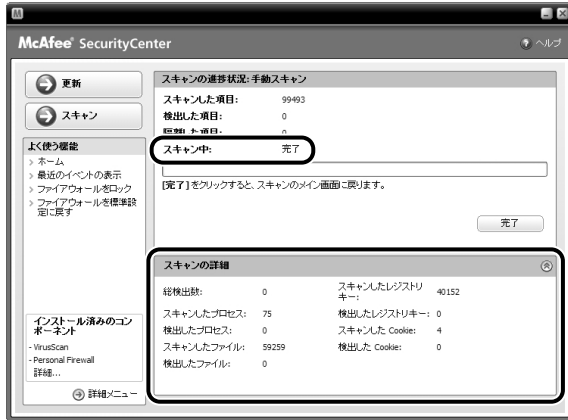 M
McAfee® SecurityCenter
? ヘルプ
更新
スキャン
よく使う機能
> ホーム
> 最近のイベントの表示
> ファイアウォールをロック
> ファイアウォールを標準設
定に戻す
インストール済みのコン
ポーネント
- VirusScan
- Personal Firewall
詳細...
詳細メニュー
スキャンの進捗状況: 手動スキャン
スキャンした項目: 99493
検出した項目: 0
隔離した項目: 0
スキャン中: 完了
[完了]をクリックすると、スキャンのメイン画面に戻ります。
完了
スキャンの詳細
総検出数: 0
スキャンしたプロセス: 75
検出したプロセス: 0
スキャンしたファイル: 59259
検出したファイル: 0
スキャンしたレジストリ
キー: 40152
検出したレジストリキー: 0
スキャンした Cookie: 4
検出した Cookie: 0